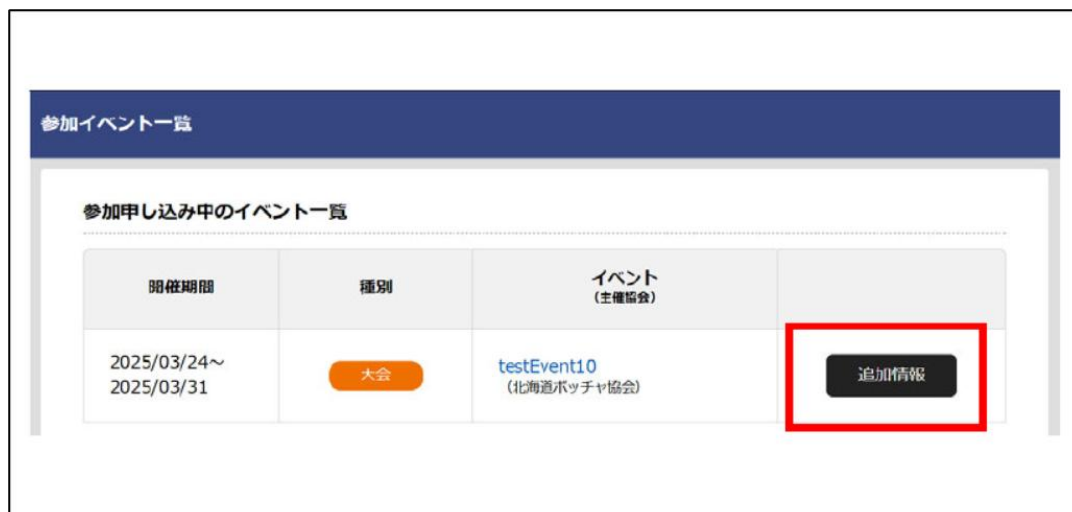 参加イベント一覧
参加申し込み中のイベント一覧
開催期間
種別
イベント
（主催協会）
2025/03/24～
2025/03/31
大会
testEvent10
（北海道ボッチャ協会）
追加情報